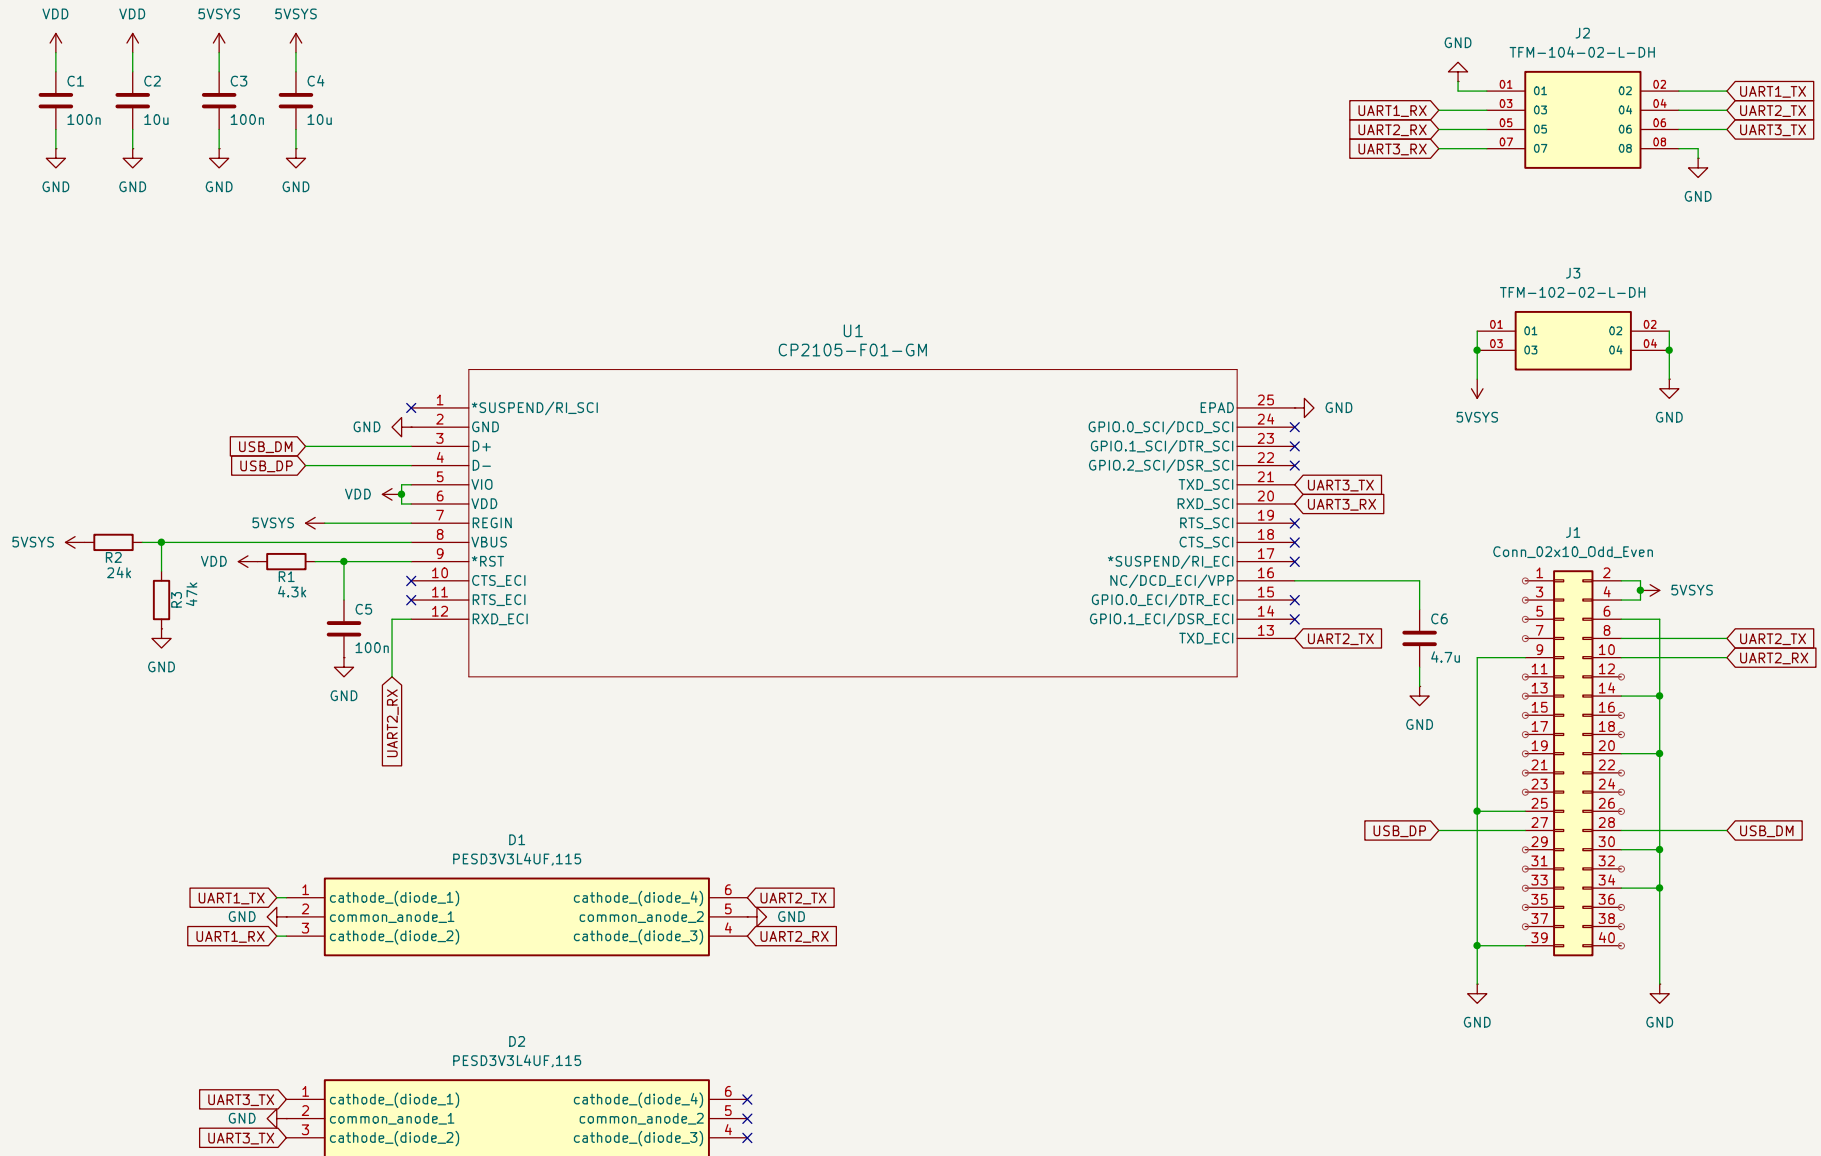 VDD
VDD
5VSYS
5VSYS
C1
100n
C2
10u
C3
100n
C4
10u
GND
GND
GND
GND
J2
TFM-104-02-L-DH
GND
01 01 02 02 UART1_TX
UART1_RX 03 03 04 04 UART2_TX
UART2_RX 05 05 06 06 UART3_TX
UART3_RX 07 07 08 08
GND
J3
TFM-102-02-L-DH
01 01 02 02
03 03 04 04
5VSYS
GND
U1
CP2105-F01-GM
1 *SUSPEND/RI_SCI
GND 2 GND
USB_DM 3 D+
USB_DP 4 D-
5 VIO
VDD
6 VDD
5VSYS 7 REGIN
5VSYS
8 VBUS
R2
24k
VDD
9 *RST
R1
4.3k
10 CTS_ECI
11 RTS_ECI
12 RXD_ECI
R3
47k
GND
C5
100n
GND
UART2_RX
EPAD 25 GND
GPIO.0_SCI/DCD_SCI 24
GPIO.1_SCI/DTR_SCI 23
GPIO.2_SCI/DSR_SCI 22
TXD_SCI 21 UART3_TX
RXD_SCI 20 UART3_RX
RTS_SCI 19
CTS_SCI 18
*SUSPEND/RI_ECI 17
NC/DCD_ECI/VPP 16
GPIO.0_ECI/DTR_ECI 15
GPIO.1_ECI/DSR_ECI 14
TXD_ECI 13 UART2_TX
C6
4.7u
GND
J1
Conn_02x10_Odd_Even
1 2
5VSYS
3 4
5 6
7 8 UART2_TX
9 10 UART2_RX
11 12
13 14
15 16
17 18
19 20
21 22
23 24
25 26
USB_DP 27 28 USB_DM
29 30
31 32
33 34
35 36
37 38
39 40
GND
GND
D1
PESD3V3L4UF,115
UART1_TX 1 cathode_(diode_1) cathode_(diode_4) 6 UART2_TX
GND 2 common_anode_1 common_anode_2 5 GND
UART1_RX 3 cathode_(diode_2) cathode_(diode_3) 4 UART2_RX
D2
PESD3V3L4UF,115
UART3_TX 1 cathode_(diode_1) cathode_(diode_4) 6
GND 2 common_anode_1 common_anode_2 5
UART3_TX 3 cathode_(diode_2) cathode_(diode_3) 4